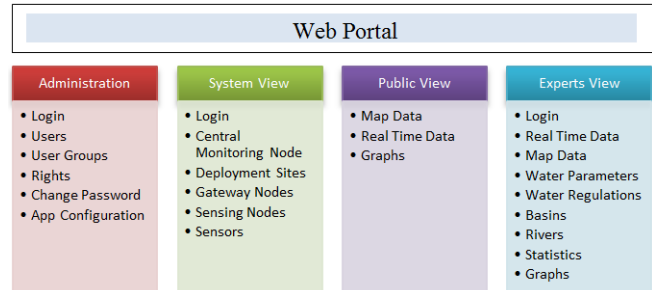 Web Portal
Administration
• Login
• Users
• User Groups
• Rights
• Change Password
• App Configuration
System View
• Login
• Central
Monitoring Node
• Deployment Sites
• Gateway Nodes
• Sensing Nodes
• Sensors
Public View
• Map Data
• Real Time Data
• Graphs
Experts View
• Login
• Real Time Data
• Map Data
• Water Parameters
• Water Regulations
• Basins
• Rivers
• Statistics
• Graphs